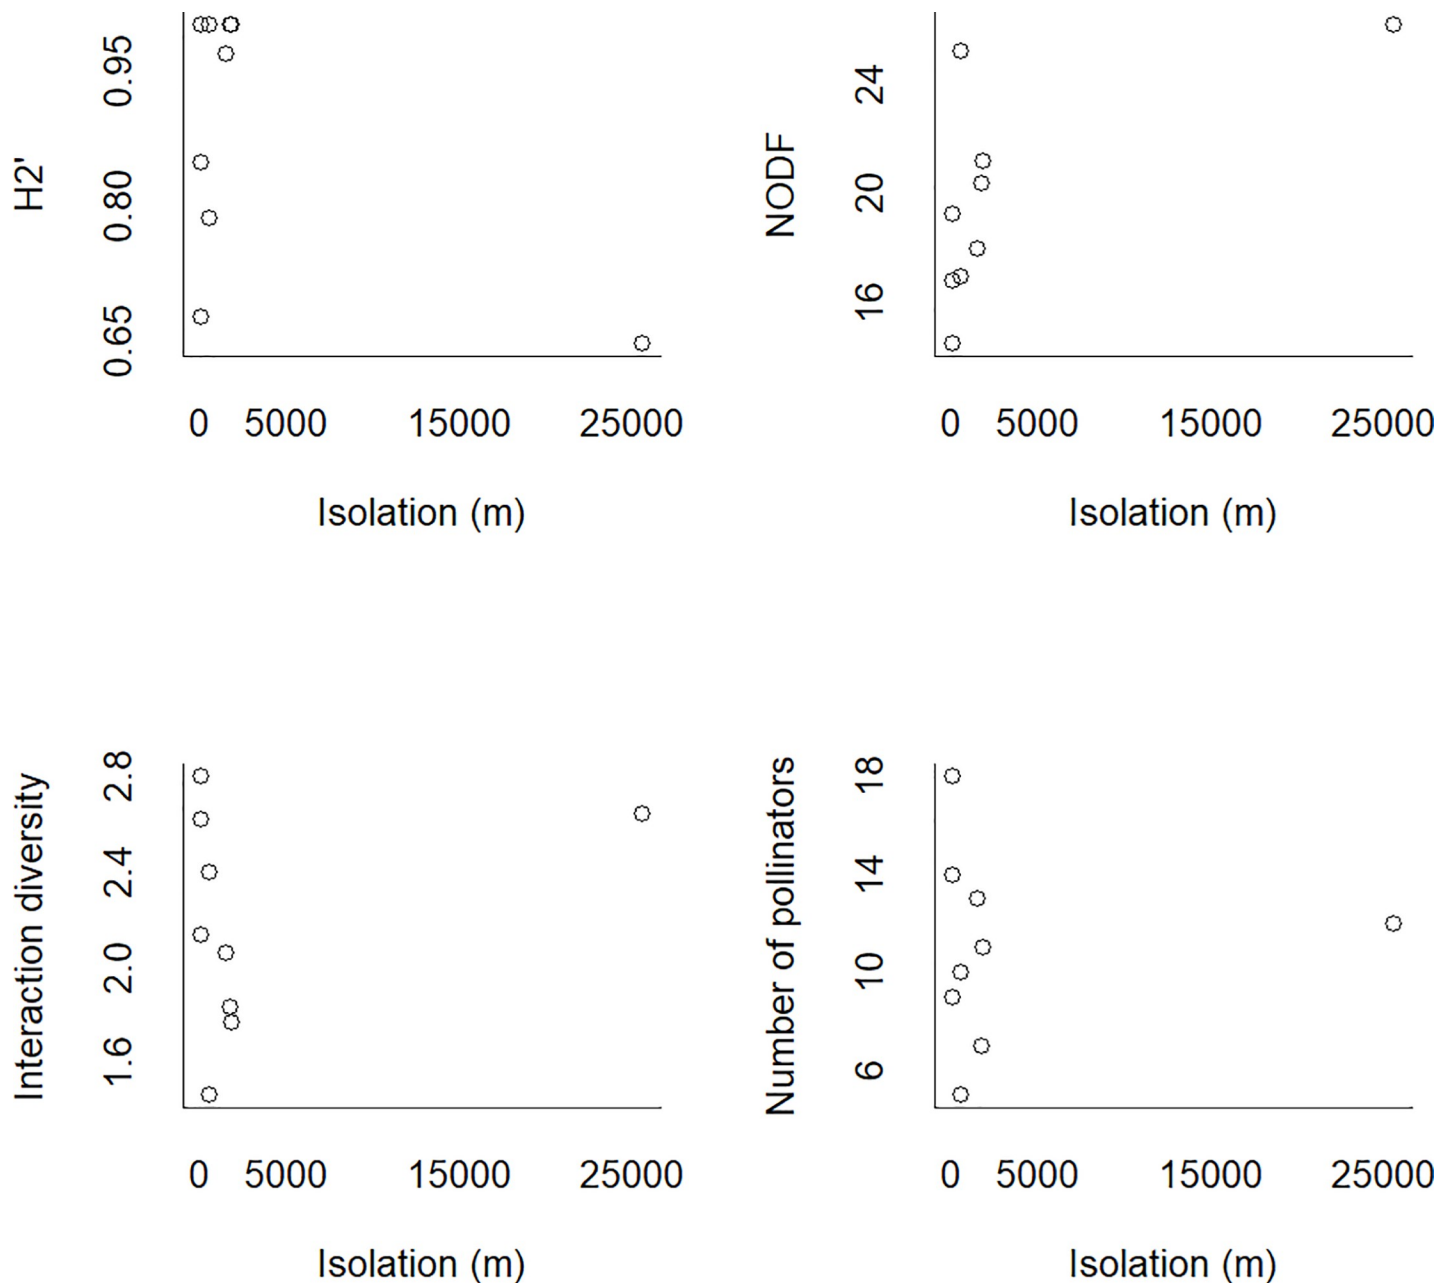 H2'
0.95
0.80
0.65
0 5000 15000 25000
Isolation (m)
NODF
24
20
16
0 5000 15000 25000
Isolation (m)
Interaction diversity
2.8
2.4
2.0
1.6
0 5000 15000 25000
Isolation (m)
Number of pollinators
18
14
10
6
0 5000 15000 25000
Isolation (m)